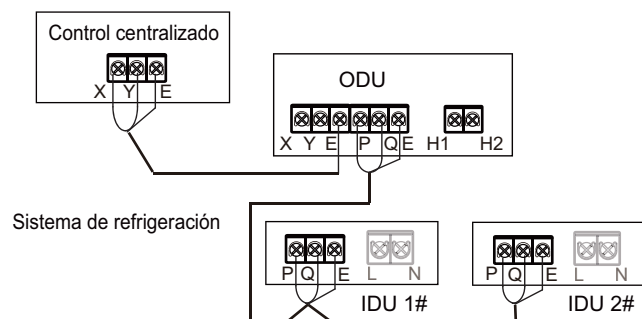 Control centralizado
X Y E
ODU
X Y E P Q E H1 H2
Sistema de refrigeración
P Q E L N
IDU 1#
P Q E L N
IDU 2#